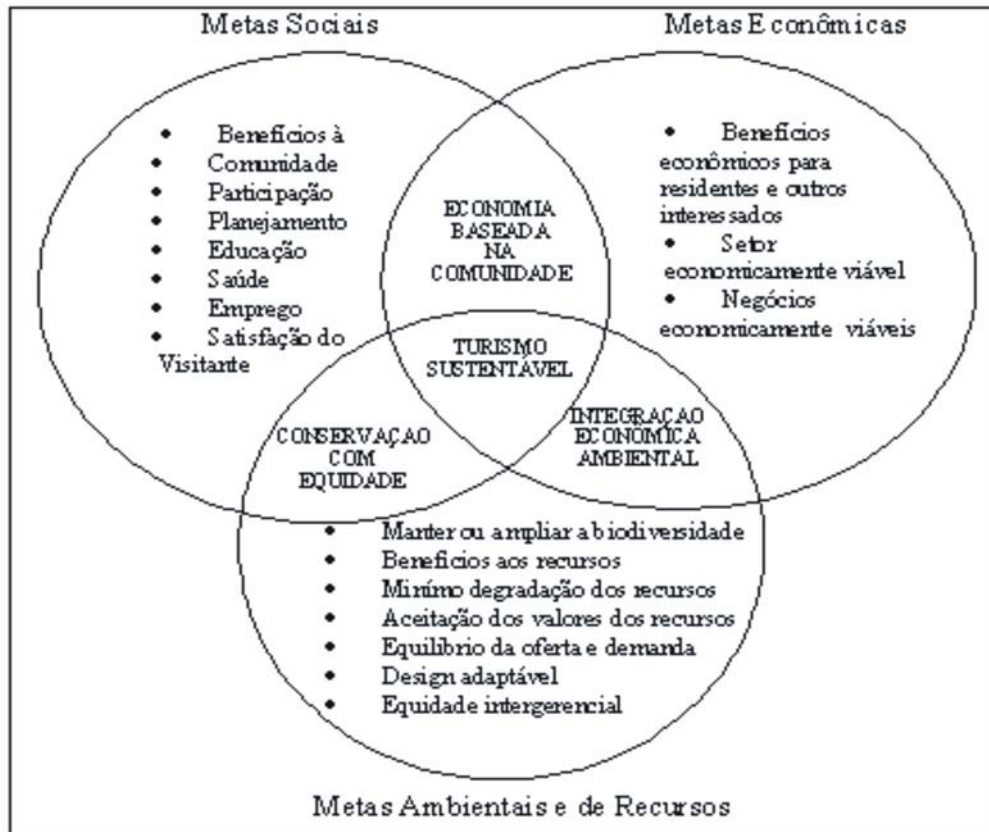 Metas Sociais
Metas Econômicas
• Benefícios à
• Comunidade
• Participação
• Planejamento
• Educação
• Saúde
• Emprego
• Satisfação do
Visitante
• Benefícios
econômicos para
residentes e outros
interessados
• Setor
economicamente viável
• Negócios
economicamente viáveis
ECONOMIA
BASEADA
NA
COMUNIDADE
TURISMO
SUSTENTÁVEL
CONSERVAÇAO
COM
EQUIDADE
INTEGRAÇAO
ECONÔMICA
AMBIENTAL
• Manter ou ampliar a biodiversidade
• Benefícios aos recursos
• Minímo degradação dos recursos
• Aceitação dos valores dos recursos
• Equilíbrio da oferta e demanda
• Design adaptável
• Equidade intergerencial
Metas Ambientais e de Recursos